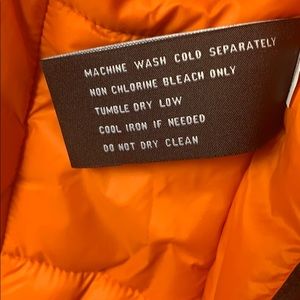 MACHINE WASH COLD SEPARATELY
NON CHLORINE BLEACH ONLY
TUMBLE DRY LOW
COOL IRON IF NEEDED
DO NOT DRY CLEAN